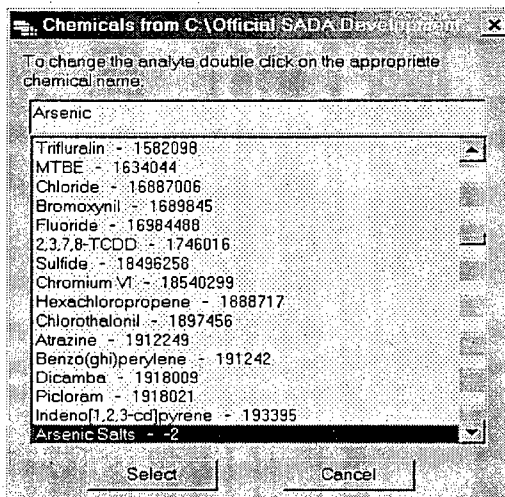 Chemicals from C:\Official SADA Development
To change the analyte double click on the appropriate
chemical name:
Arsenic
Trifluralin - 1582098
MTBE - 1634044
Chloride - 16887006
Bromoxynil - 1689845
Fluoride - 16984488
2,3,7,8-TCDD - 1746016
Sulfide - 18496258
Chromium VI - 18540299
Hexachloropropene - 1888717
Chlorothalonil - 1897456
Atrazine - 1912249
Benzo(ghi)perylene - 191242
Dicamba - 1918009
Picloram - 1918021
Indeno[1,2,3-cd]pyrene - 193395
Arsenic Salts - -2
Select Cancel